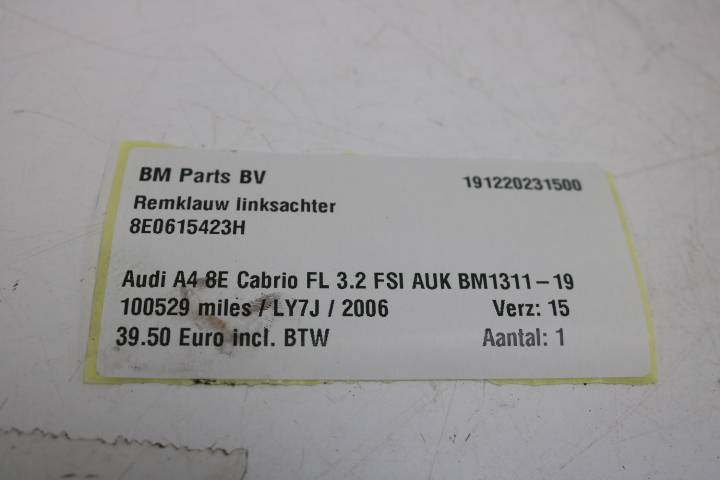 BM Parts BV 191220231500
Remklauw linksachter
8E0615423H
Audi A4 8E Cabrio FL 3.2 FSI AUK BM1311-19
100529 miles / LY7J / 2006 Verz: 15
39.50 Euro incl. BTW Aantal: 1